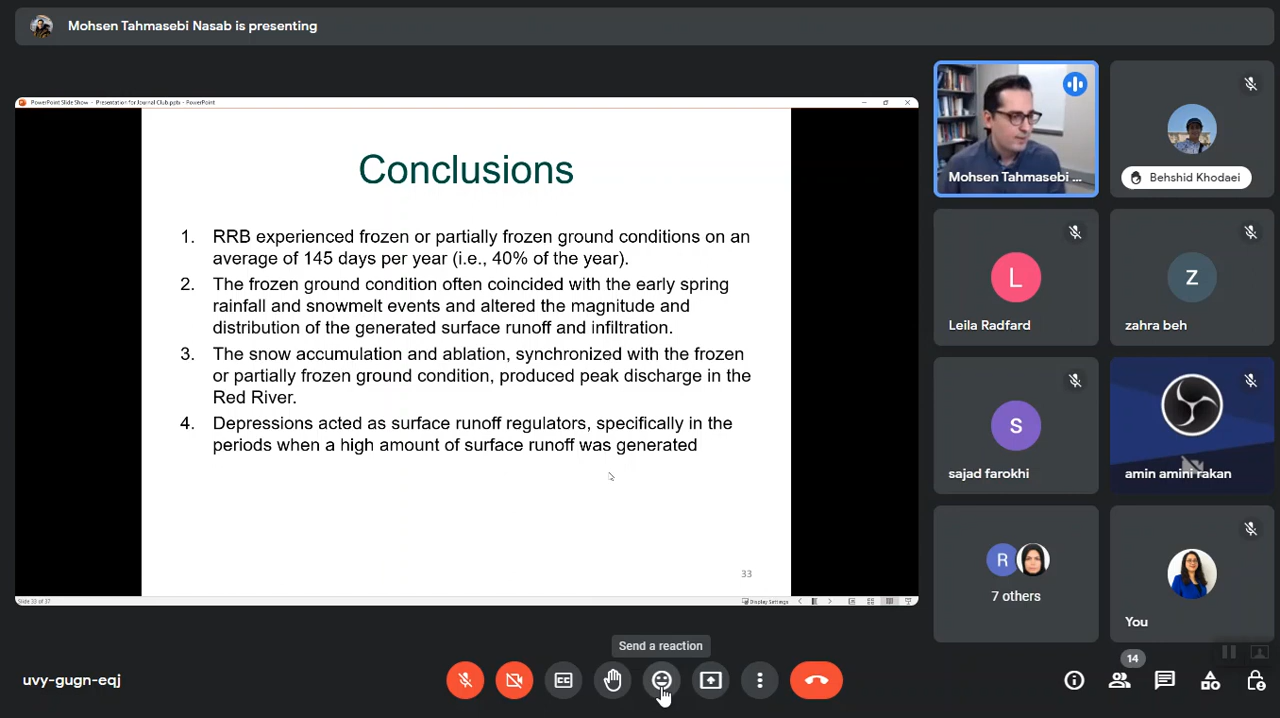 Mohsen Tahmasebi Nasab is presenting
PowerPoint Slide Show - Presentation for Journal Club.pptx - PowerPoint
Conclusions
1. RRB experienced frozen or partially frozen ground conditions on an
average of 145 days per year (i.e., 40% of the year).
2. The frozen ground condition often coincided with the early spring
rainfall and snowmelt events and altered the magnitude and
distribution of the generated surface runoff and infiltration.
3. The snow accumulation and ablation, synchronized with the frozen
or partially frozen ground condition, produced peak discharge in the
Red River.
4. Depressions acted as surface runoff regulators, specifically in the
periods when a high amount of surface runoff was generated
33
Slide 33 of 37
Display Settings
Mohsen Tahmasebi ...
Behshid Khodaei
L
Leila Radfard
Z
zahra beh
S
sajad farokhi
amin amini rakan
R
7 others
You
Send a reaction
uvy-gugn-eqj
14